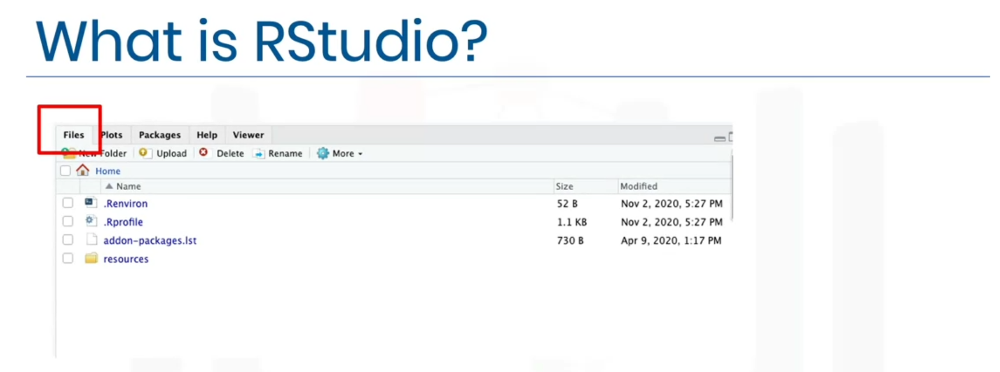 What is RStudio?
Files Plots Packages Help Viewer
New Folder Upload Delete Rename More
Home
Name Size Modified
.Renviron 52 B Nov 2, 2020, 5:27 PM
.Rprofile 1.1 KB Nov 2, 2020, 5:27 PM
addon-packages.lst 730 B Apr 9, 2020, 1:17 PM
resources